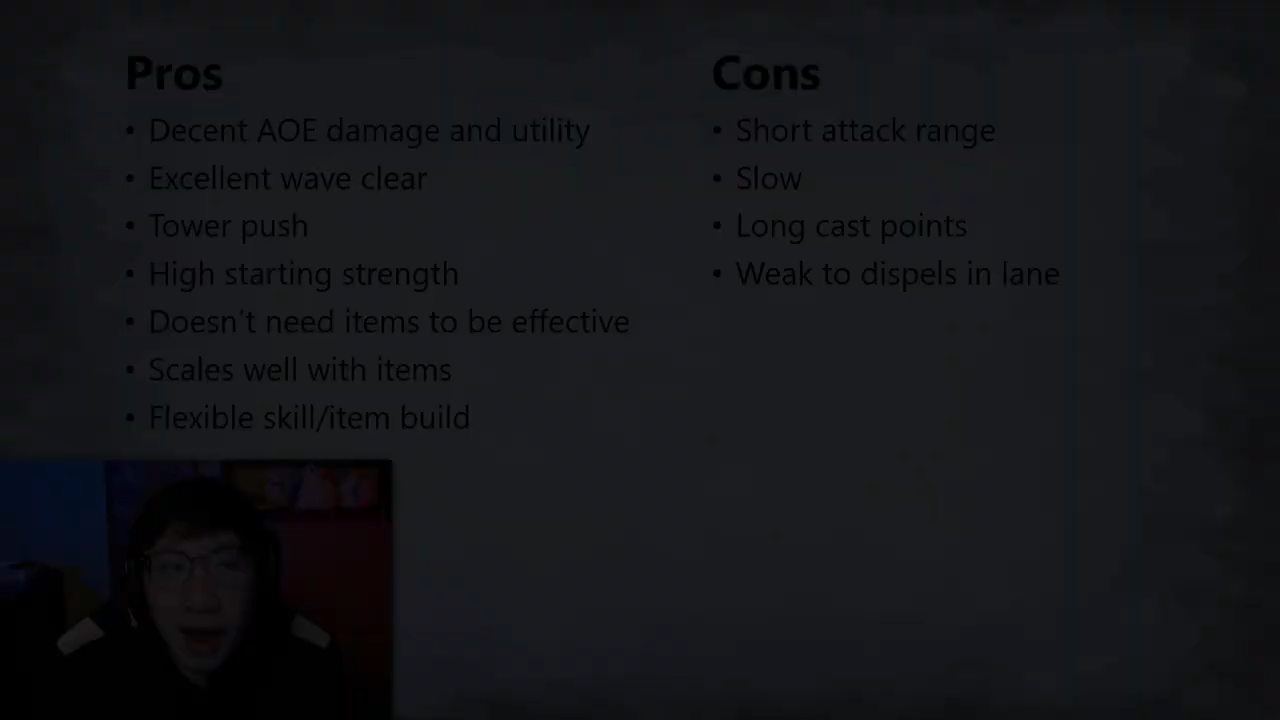 Pros
• Decent AOE damage and utility
• Excellent wave clear
• Tower push
• High starting strength
• Doesn't need items to be effective
• Scales well with items
• Flexible skill/item build
Cons
• Short attack range
• Slow
• Long cast points
• Weak to dispels in lane